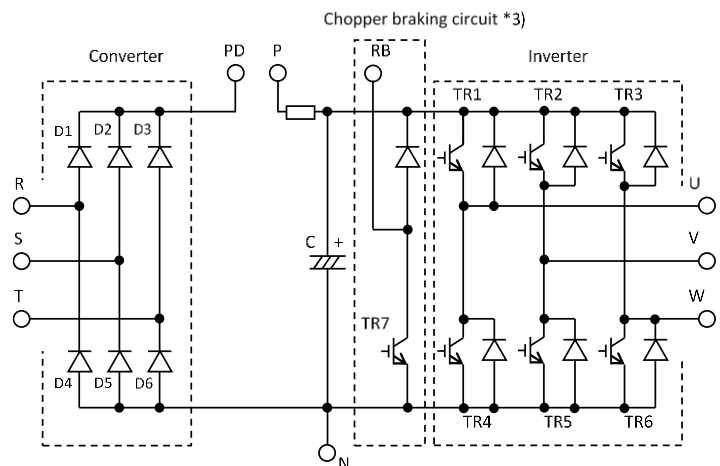 Chopper braking circuit *3)
Converter
PD
P
RB
Inverter
TR1
TR2
TR3
D1
D2
D3
R
U
S
C
+
V
T
W
TR7
D4
D5
D6
TR4
TR5
TR6
N